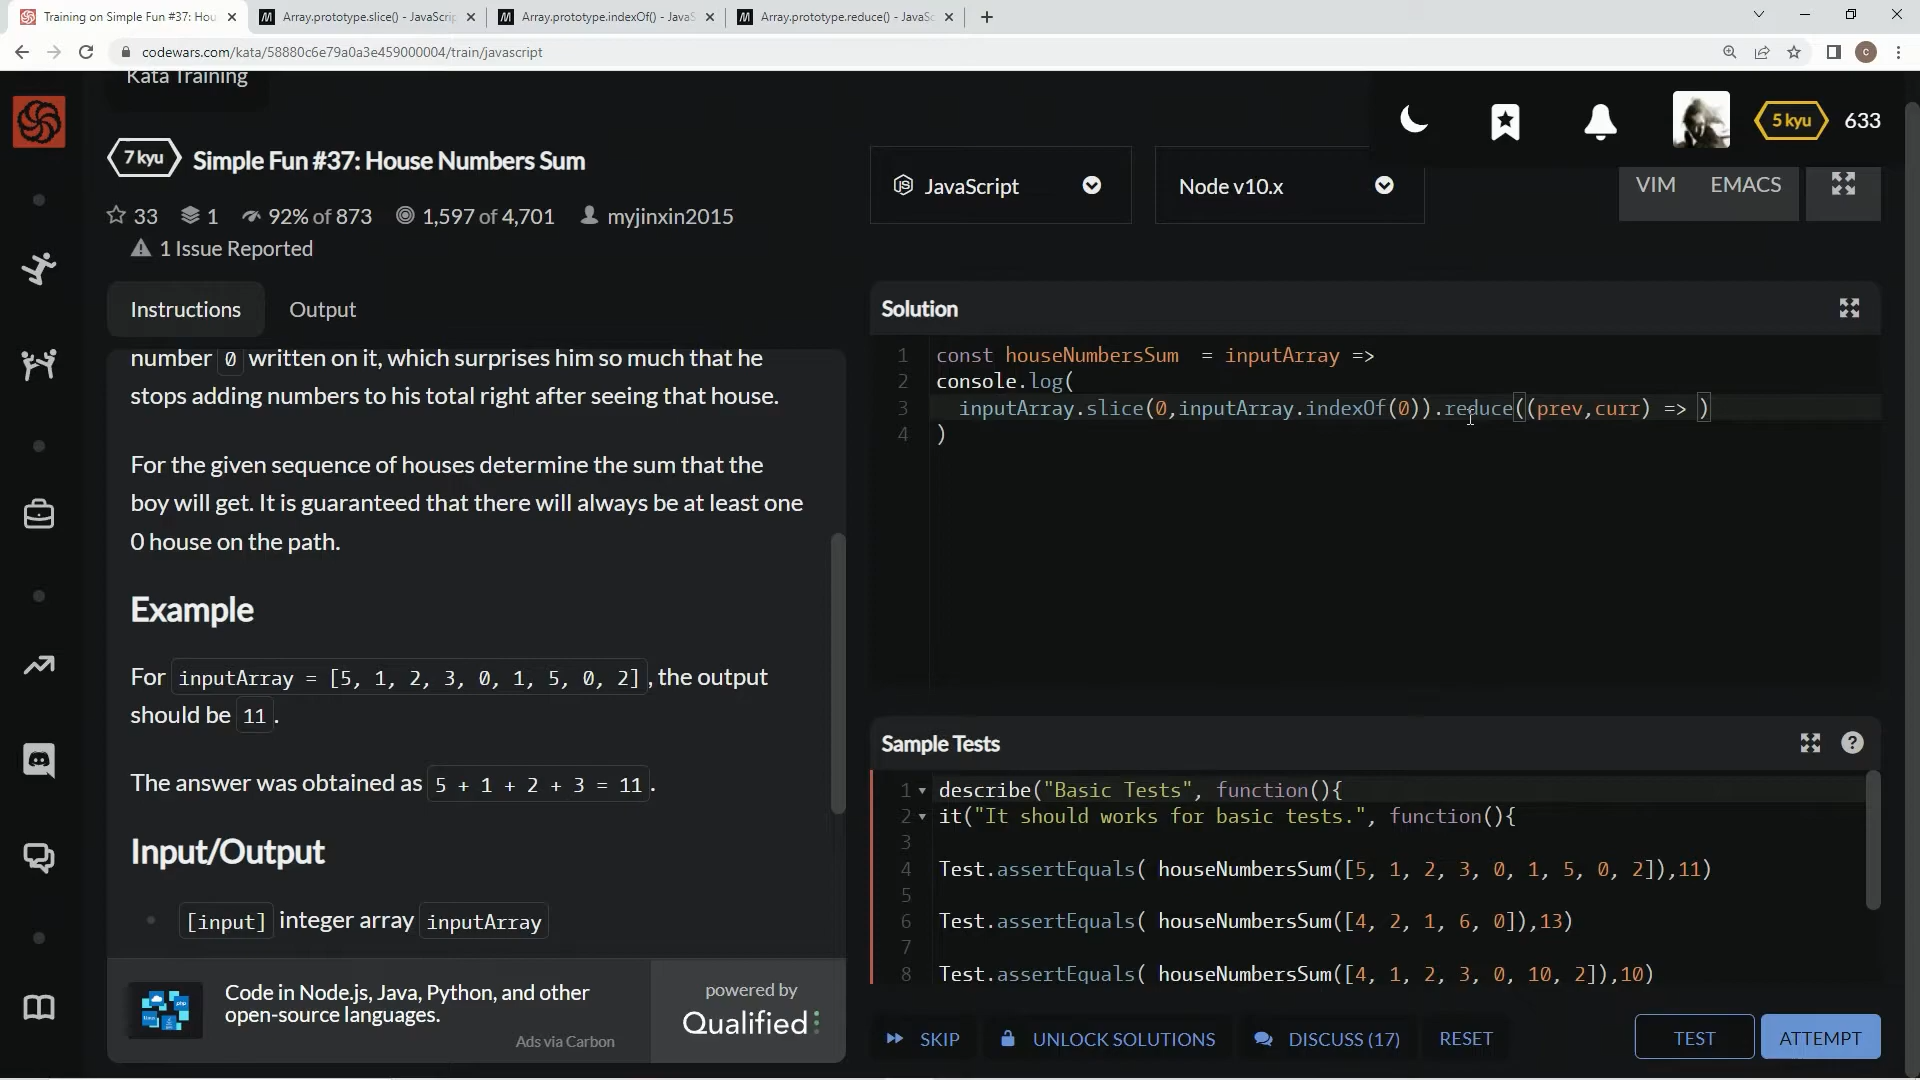 Training on Simple Fun #37: Hou
Array.prototype.slice() - JavaScrip
Array.prototype.indexOf() - JavaS
Array.prototype.reduce() - JavaSc
codewars.com/kata/58880c6e79a0a3e459000004/train/javascript
C
Kata Training
7 kyu
Simple Fun #37: House Numbers Sum
33
1
92% of 873
1,597 of 4,701
myjinxin2015
1 Issue Reported
JavaScript
Node v10.x
VIM
EMACS
5 kyu
633
Instructions
Output
number 0 written on it, which surprises him so much that he
stops adding numbers to his total right after seeing that house.
For the given sequence of houses determine the sum that the
boy will get. It is guaranteed that there will always be at least one
0 house on the path.
Example
For inputArray = [5, 1, 2, 3, 0, 1, 5, 0, 2], the output
should be 11.
The answer was obtained as 5 + 1 + 2 + 3 = 11.
Input/Output
[input] integer array inputArray
Code in Node.js, Java, Python, and other
open-source languages.
Ads via Carbon
powered by
Qualified
Solution
1 const houseNumbersSum  = inputArray =>
2 console.log(
3 inputArray.slice(0,inputArray.indexOf(0)).reduce((prev,curr) => )
4 )
Sample Tests
?
1 describe("Basic Tests", function(){
2 it("It should works for basic tests.", function(){
3
4 Test.assertEquals( houseNumbersSum([5, 1, 2, 3, 0, 1, 5, 0, 2]),11)
5
6 Test.assertEquals( houseNumbersSum([4, 2, 1, 6, 0]),13)
7
8 Test.assertEquals( houseNumbersSum([4, 1, 2, 3, 0, 10, 2]),10)
SKIP
UNLOCK SOLUTIONS
DISCUSS (17)
RESET
TEST
ATTEMPT